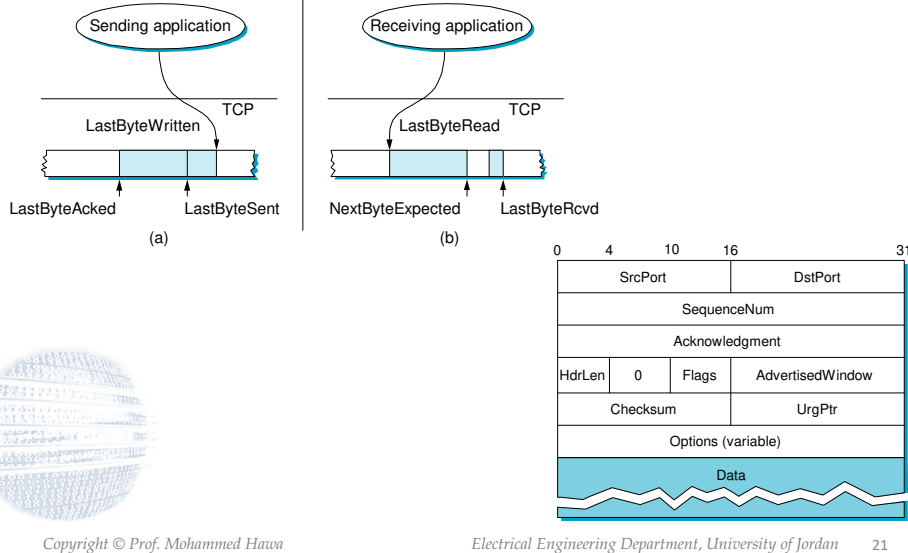 Sending application
Receiving application
TCP
TCP
LastByteWritten
LastByteRead
LastByteAcked
LastByteSent
NextByteExpected
LastByteRcvd
(a)
(b)
0 4 10 16 31
SrcPort DstPort
SequenceNum
Acknowledgment
HdrLen 0 Flags AdvertisedWindow
Checksum UrgPtr
Options (variable)
Data
Copyright © Prof. Mohammed Hawa Electrical Engineering Department, University of Jordan 21